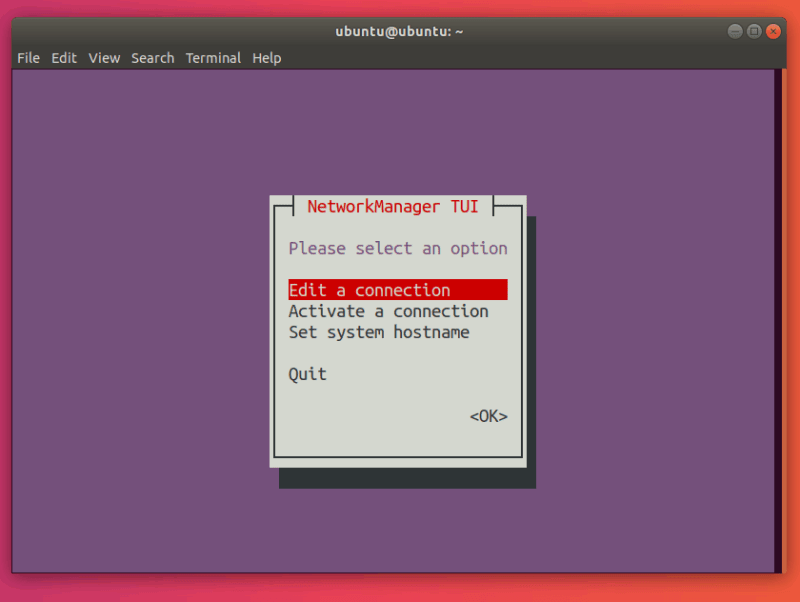 ubuntu@ubuntu: ~
File Edit View Search Terminal Help
NetworkManager TUI
Please select an option
Edit a connection
Activate a connection
Set system hostname
Quit
<OK>